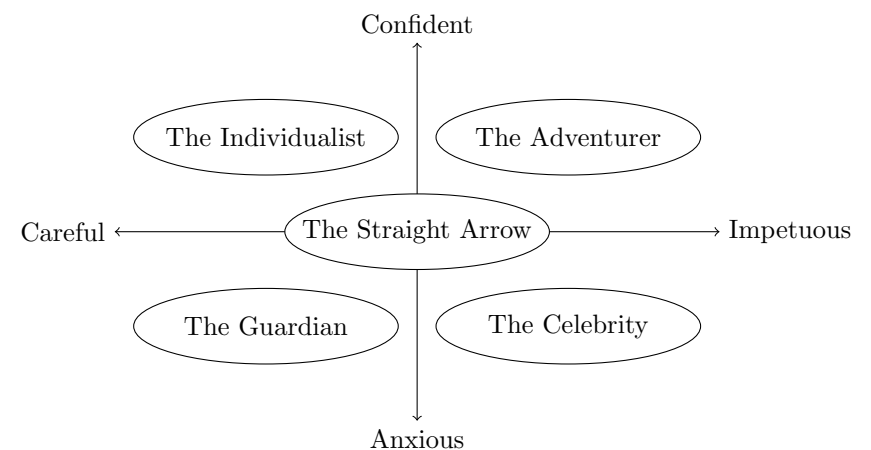 Confident
The Individualist
The Adventurer
Careful
The Straight Arrow
Impetuous
The Guardian
The Celebrity
Anxious